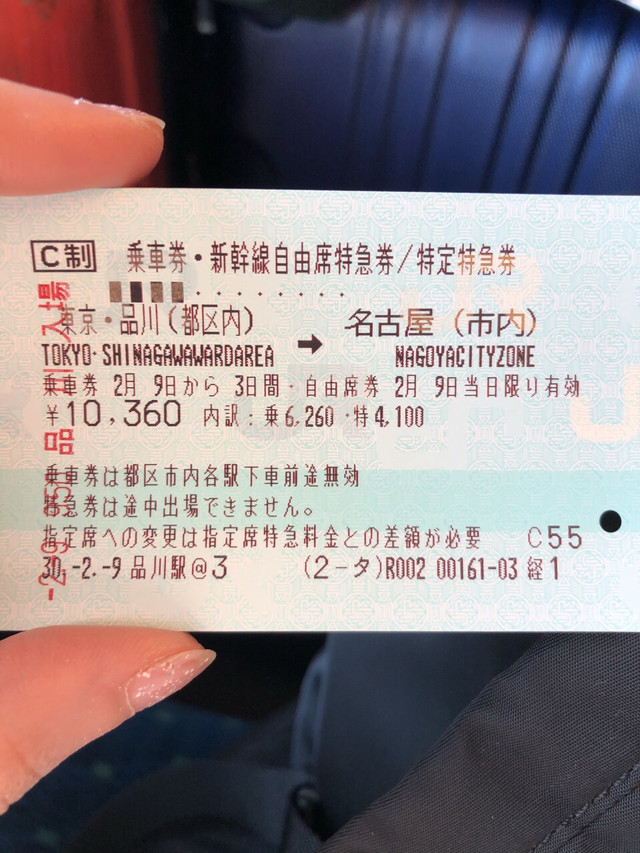 C制 乗車券・新幹線自由席特急券/特定特急券
東京・品川(都区内) ➡ 名古屋(市内)
TOKYO・SHINAGAWAWARDAREA NAGOYACITYZONE
乗車券 2月 9日から 3日間・自由席券 2月 9日当日限り有効
¥10,360 内訳:乗6,260・特4,100
乗車券は都区市内各駅下車前途無効
特急券は途中出場できません。
指定席への変更は指定席特急料金との差額が必要 C55
30.-2.-9 品川駅@3 (2-タ)R002 00161-03 経1
品川 入場